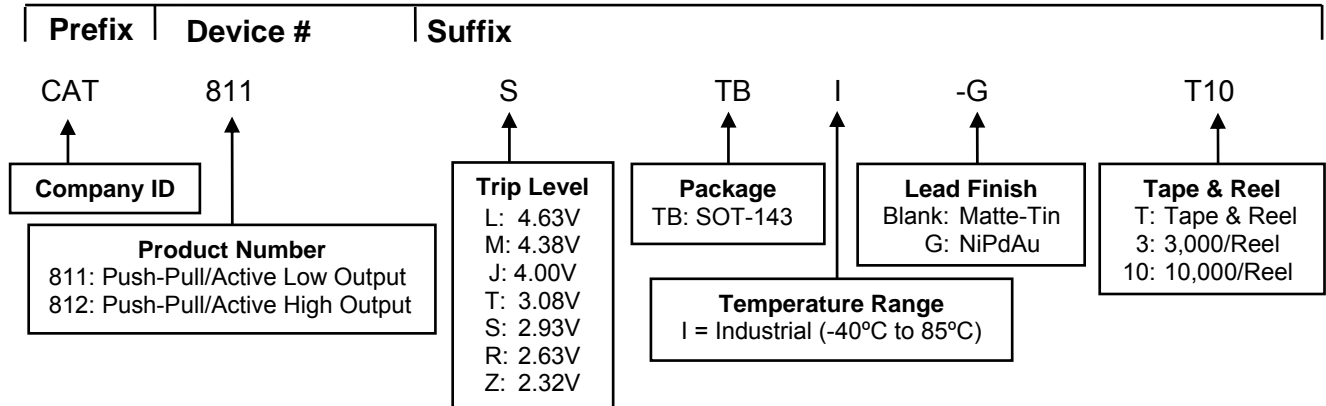 Prefix Device # Suffix
CAT 811 S TB I -G T10
Company ID
Product Number
811: Push-Pull/Active Low Output
812: Push-Pull/Active High Output
Trip Level
L: 4.63V
M: 4.38V
J: 4.00V
T: 3.08V
S: 2.93V
R: 2.63V
Z: 2.32V
Package
TB: SOT-143
Temperature Range
I = Industrial (-40ºC to 85ºC)
Lead Finish
Blank: Matte-Tin
G: NiPdAu
Tape & Reel
T: Tape & Reel
3: 3,000/Reel
10: 10,000/Reel